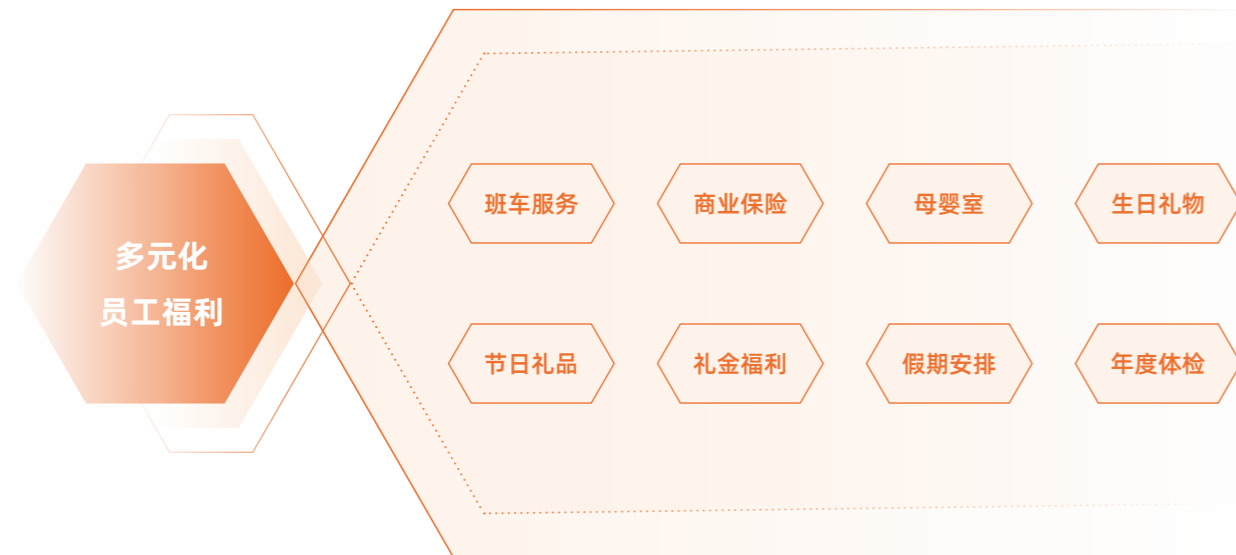 多元化
员工福利
班车服务
商业保险
母婴室
生日礼物
节日礼品
礼金福利
假期安排
年度体检